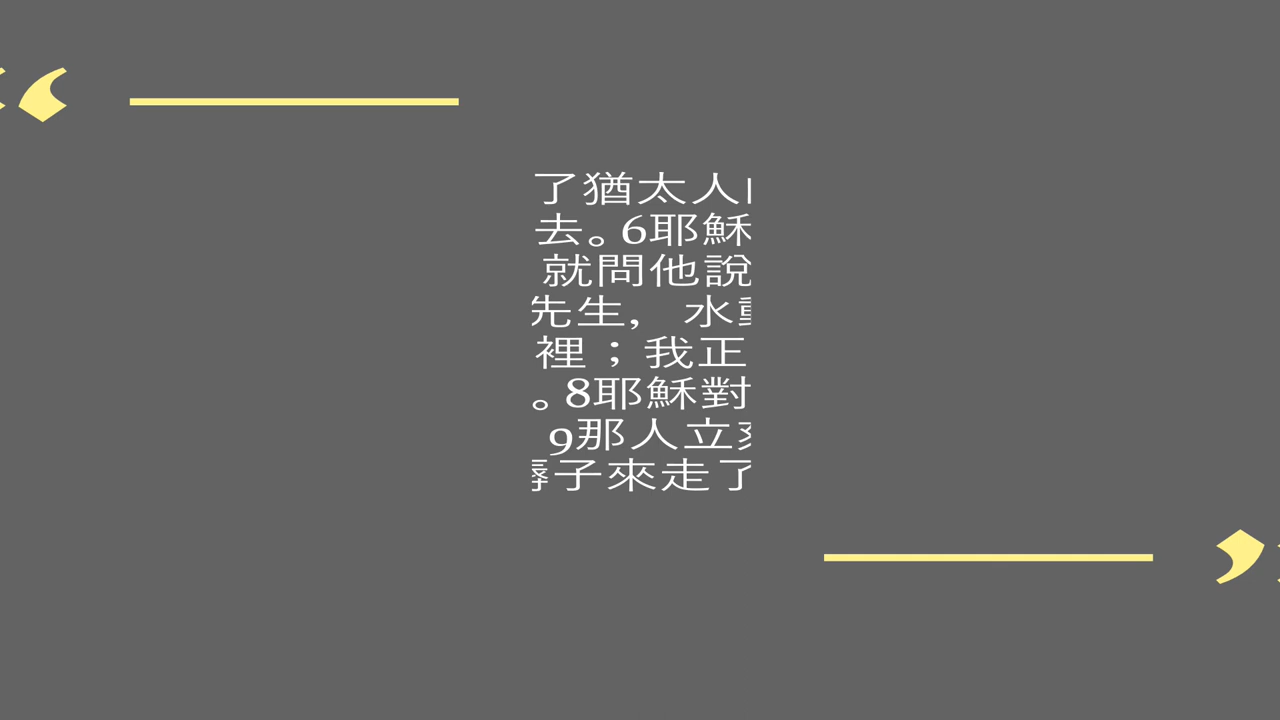 “
了猶太人
去。6耶穌
就問他說
先生, 水
裡；我正
。8耶穌對
9那人立
子來走了
”